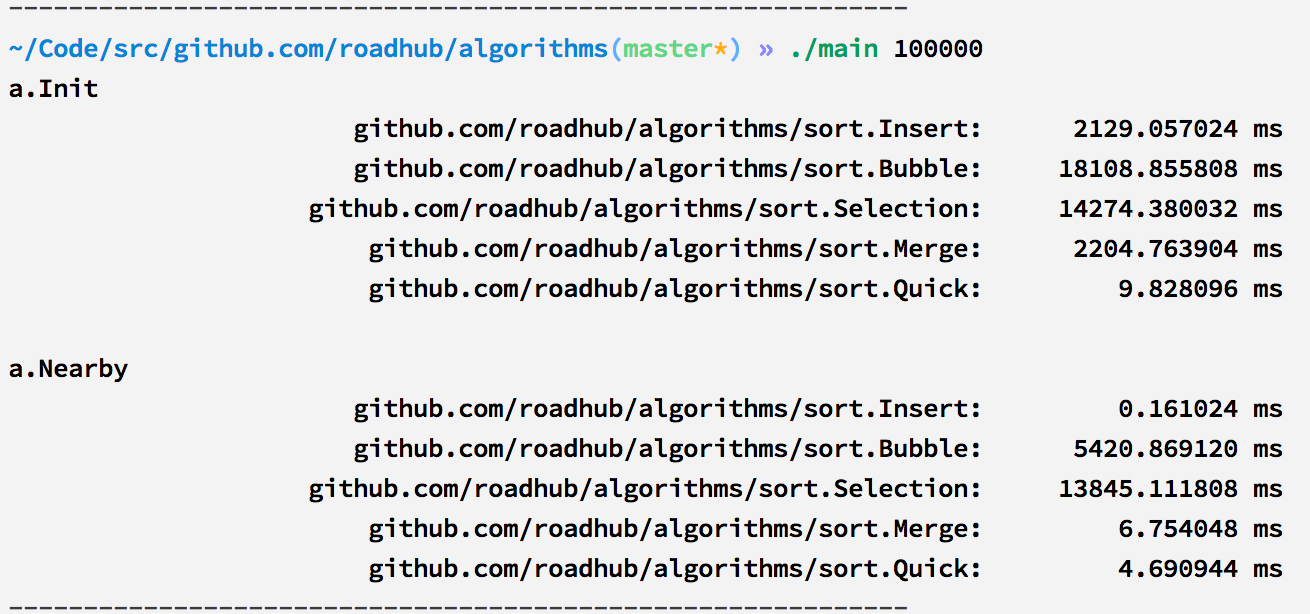 ------------------------------------------------------------
~/Code/src/github.com/roadhub/algorithms(master*) » ./main 100000
a.Init
github.com/roadhub/algorithms/sort.Insert: 2129.057024 ms
github.com/roadhub/algorithms/sort.Bubble: 18108.855808 ms
github.com/roadhub/algorithms/sort.Selection: 14274.380032 ms
github.com/roadhub/algorithms/sort.Merge: 2204.763904 ms
github.com/roadhub/algorithms/sort.Quick: 9.828096 ms
a.Nearby
github.com/roadhub/algorithms/sort.Insert: 0.161024 ms
github.com/roadhub/algorithms/sort.Bubble: 5420.869120 ms
github.com/roadhub/algorithms/sort.Selection: 13845.111808 ms
github.com/roadhub/algorithms/sort.Merge: 6.754048 ms
github.com/roadhub/algorithms/sort.Quick: 4.690944 ms
------------------------------------------------------------